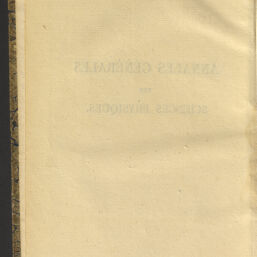 ANNALES GÉNÉRALES
DES
SCIENCES PHYSIQUES.